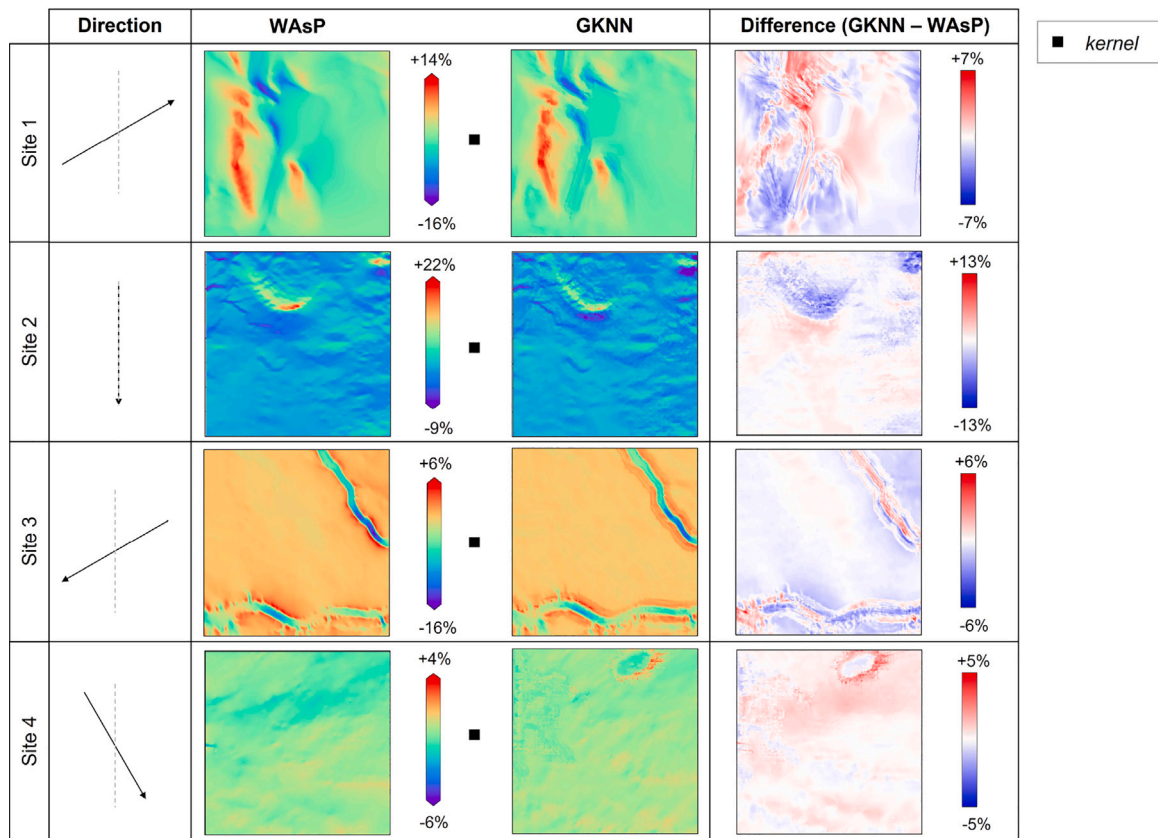 Direction
WAsP
GKNN
Difference (GKNN – WAsP)
kernel
Site 1
+14%
-16%
+7%
-7%
Site 2
+22%
-9%
+13%
-13%
Site 3
+6%
-16%
+6%
-6%
Site 4
+4%
-6%
+5%
-5%